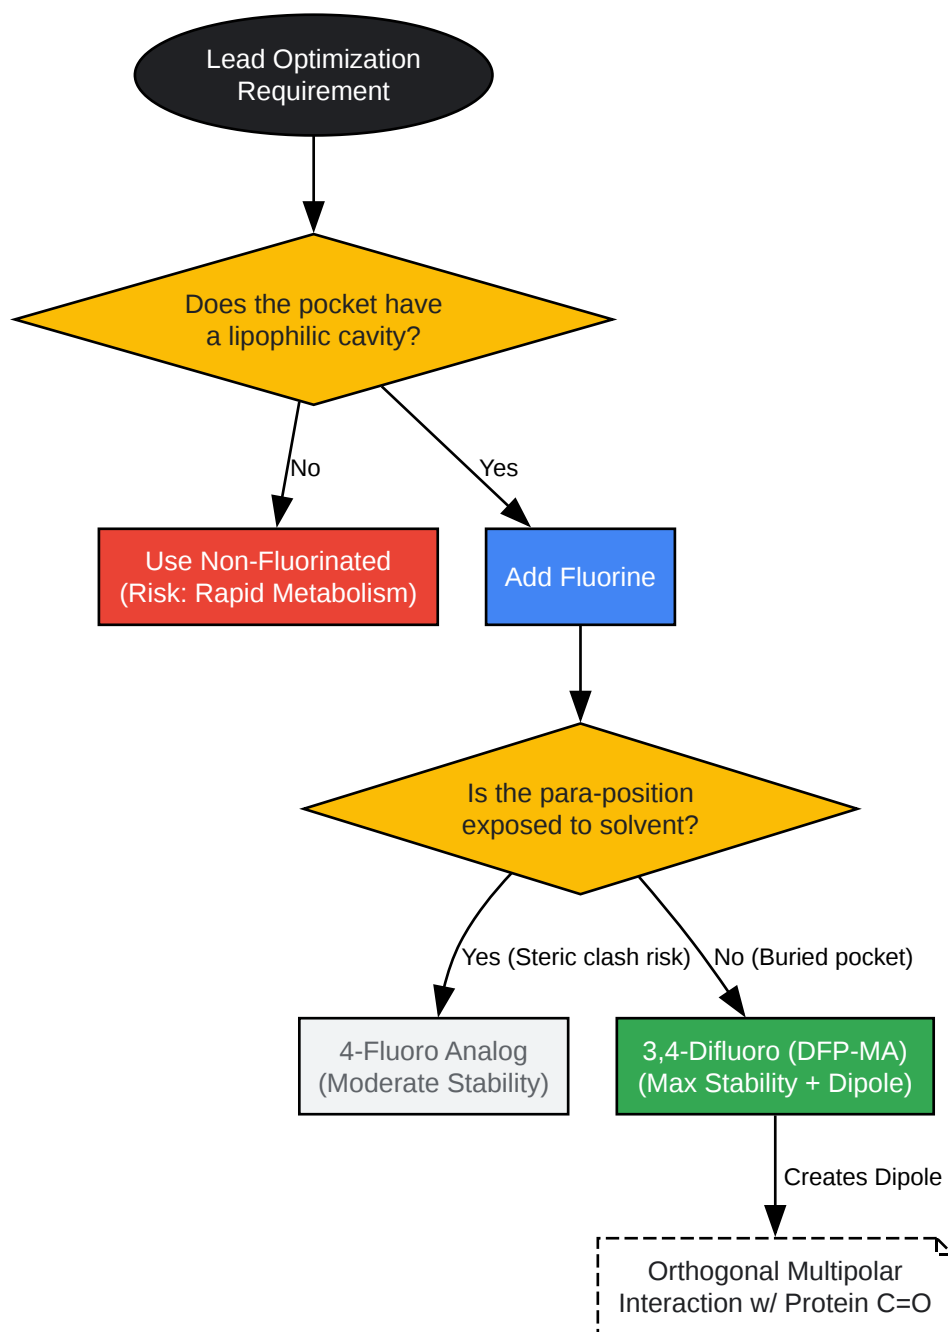 Lead Optimization
Requirement
Does the pocket have
a lipophilic cavity?
No
Yes
Use Non-Fluorinated
(Risk: Rapid Metabolism)
Add Fluorine
Is the para-position
exposed to solvent?
Yes (Steric clash risk)
No (Buried pocket)
4-Fluoro Analog
(Moderate Stability)
3,4-Difluoro (DFP-MA)
(Max Stability + Dipole)
Creates Dipole
Orthogonal Multipolar
Interaction w/ Protein C=O